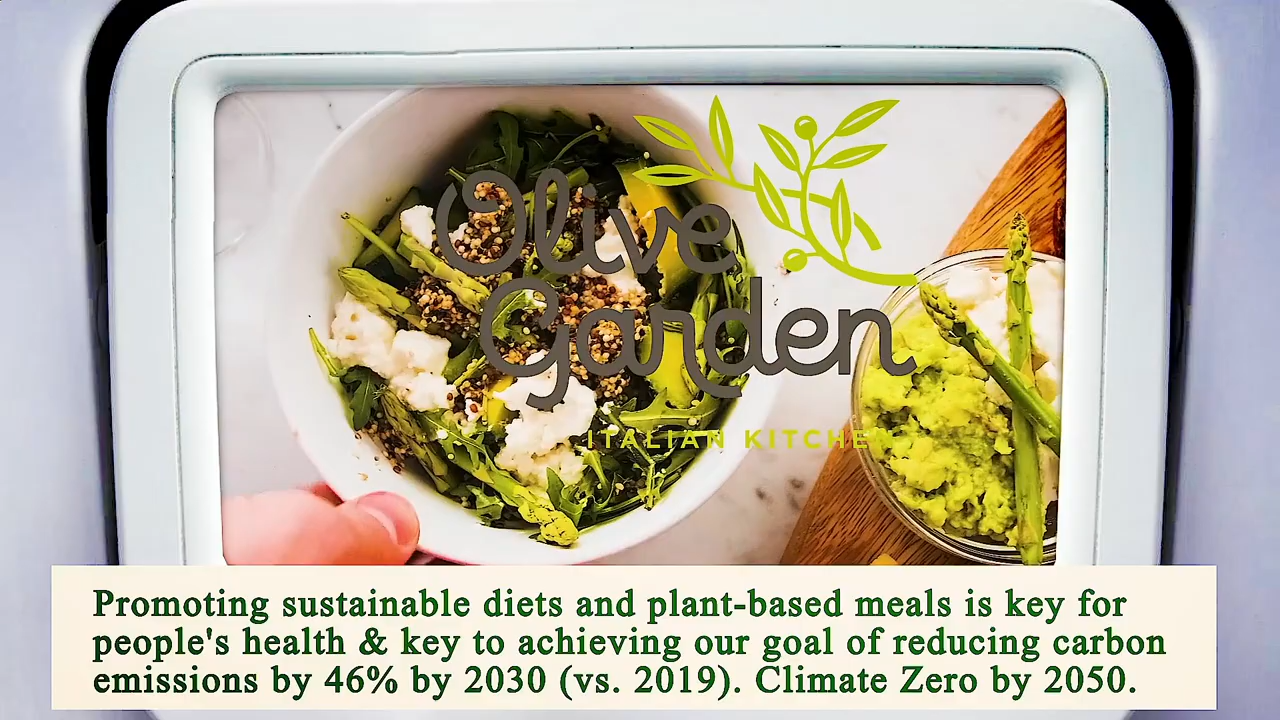 Olive
Garden
ITALIAN KITCHEN
Promoting sustainable diets and plant-based meals is key for
people's health & key to achieving our goal of reducing carbon
emissions by 46% by 2030 (vs. 2019). Climate Zero by 2050.